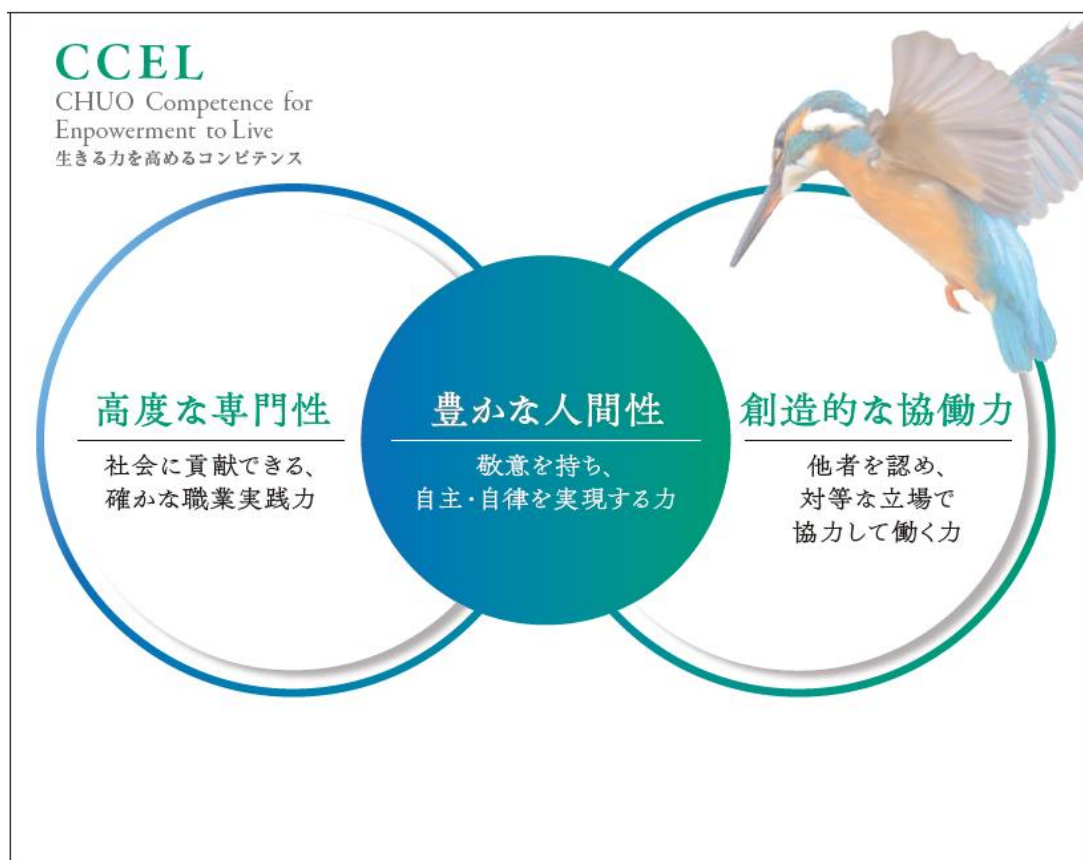 CCEL
CHUO Competence for
Enpowerment to Live
生きる力を高めるコンピテンス
高度な専門性
社会に貢献できる、
確かな職業実践力
豊かな人間性
敬意を持ち、
自主・自律を実現する力
創造的な協働力
他者を認め、
対等な立場で
協力して働く力